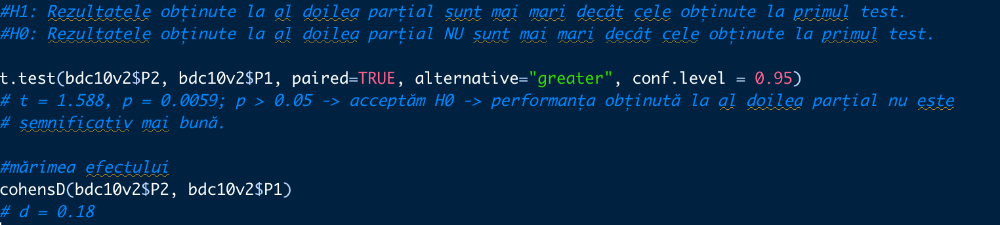 #H1: Rezultatele obținute la al doilea parțial sunt mai mari decât cele obținute la primul test.
#H0: Rezultatele obținute la al doilea parțial NU sunt mai mari decât cele obținute la primul test.
t.test(bdc10v2$P2, bdc10v2$P1, paired=TRUE, alternative="greater", conf.level = 0.95)
# t = 1.588, p = 0.0059; p > 0.05 -> acceptăm H0 -> performanța obținută la al doilea parțial nu este
# semnificativ mai bună.
#mărimea efectului
cohensD(bdc10v2$P2, bdc10v2$P1)
# d = 0.18